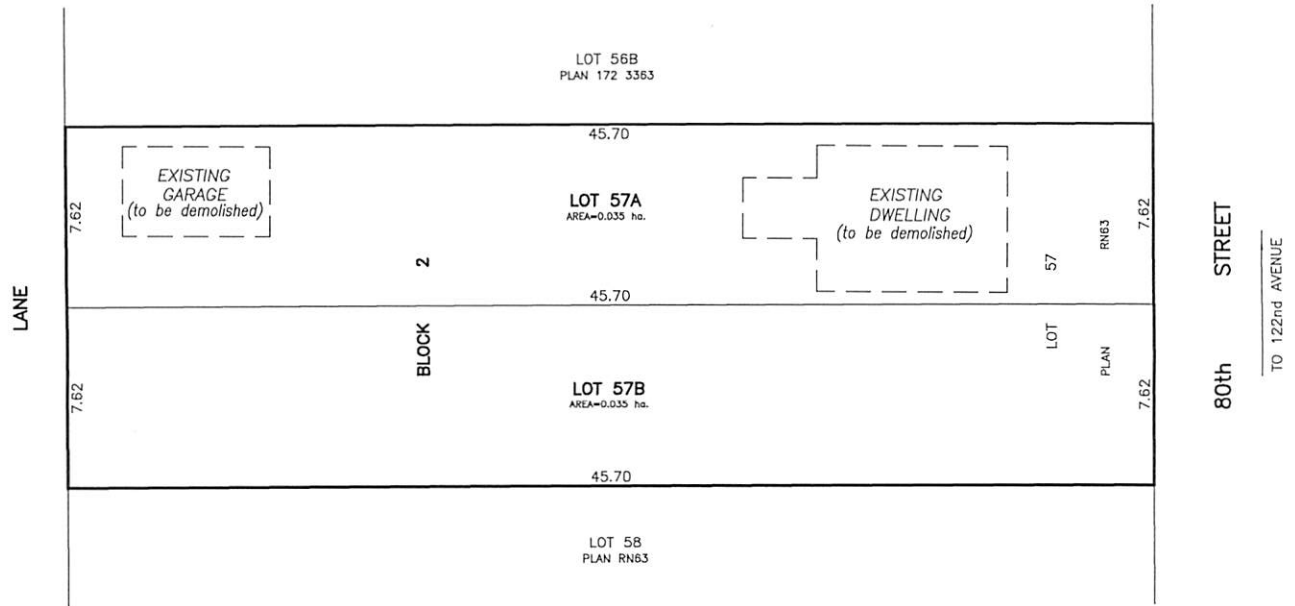 LOT 56B
PLAN 172 3363
45.70
EXISTING
GARAGE
(to be demolished)
LOT 57A
AREA=0.035 ha.
EXISTING
DWELLING
(to be demolished)
7.62
7.62
LOT 57
PLAN RN63
45.70
BLOCK 2
LANE
80th STREET
TO 122nd AVENUE
LOT 57B
AREA=0.035 ha.
7.62
7.62
45.70
LOT 58
PLAN RN63